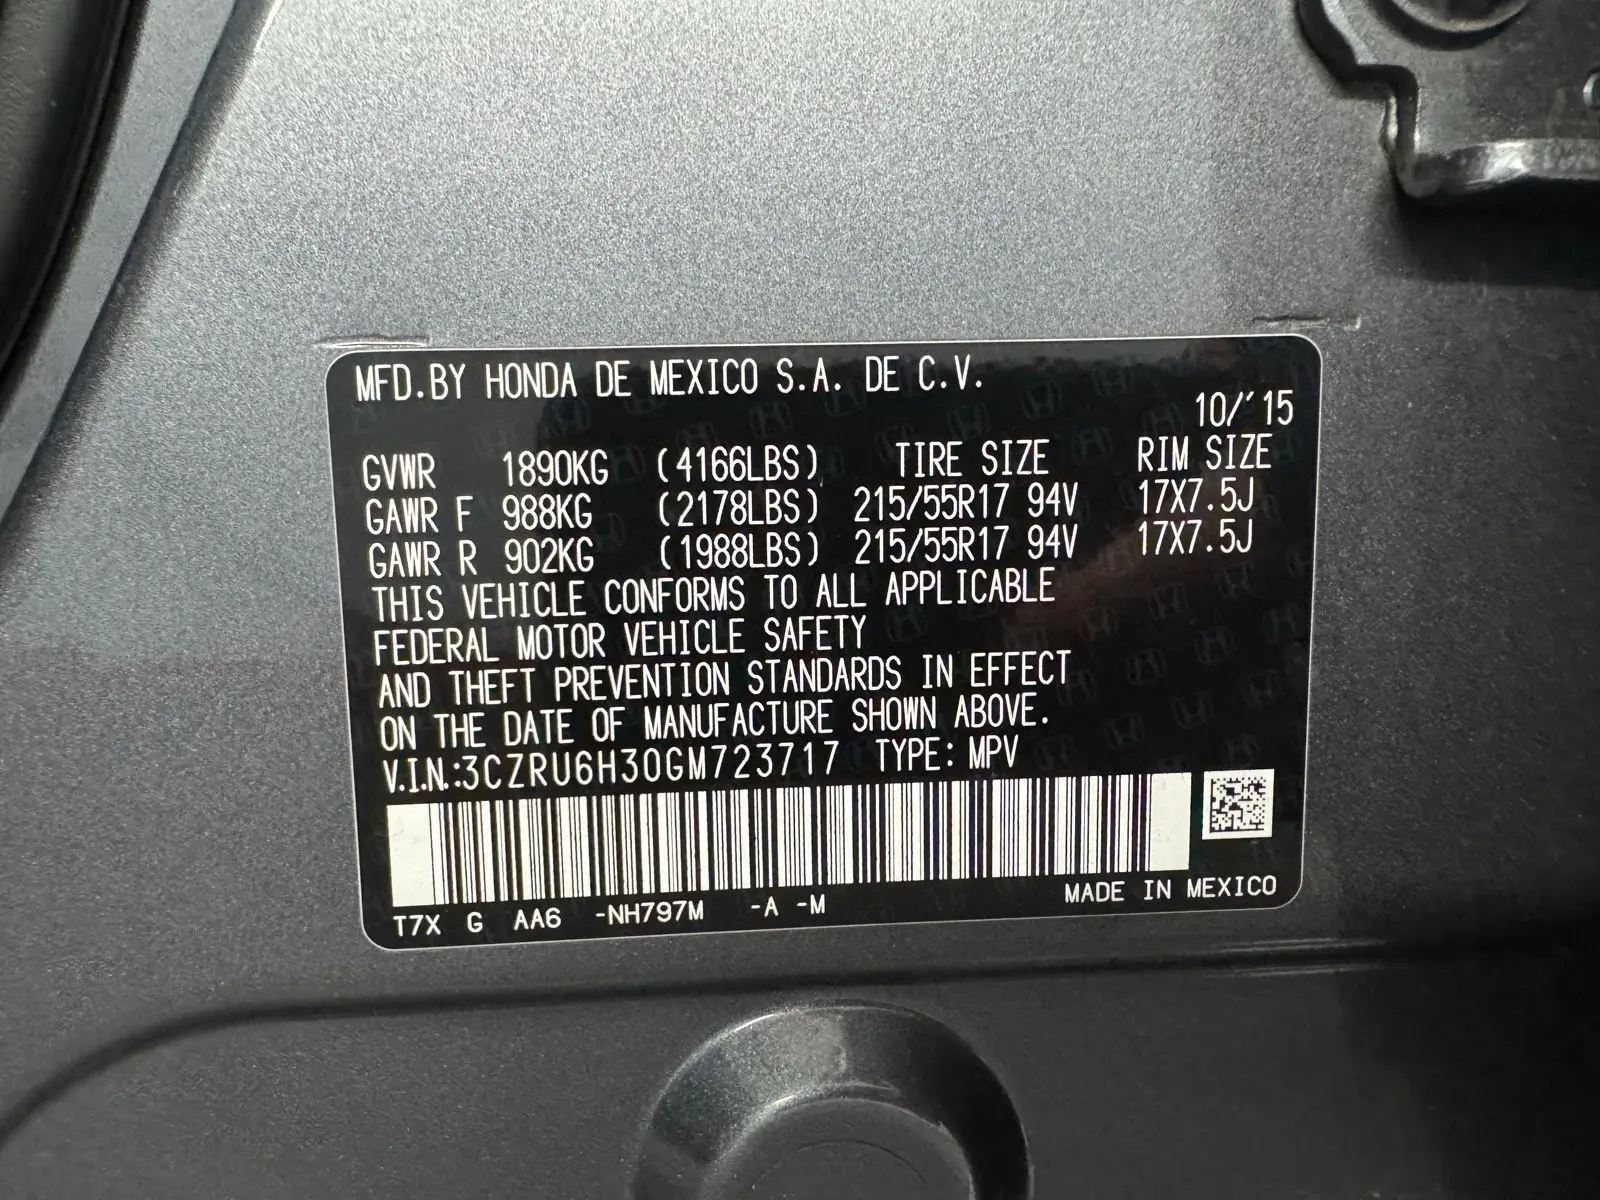 MFD.BY HONDA DE MEXICO S.A. DE C.V.
10/'15
GVWR 1890KG (4166LBS) TIRE SIZE RIM SIZE
GAWR F 988KG (2178LBS) 215/55R17 94V 17X7.5J
GAWR R 902KG (1988LBS) 215/55R17 94V 17X7.5J
THIS VEHICLE CONFORMS TO ALL APPLICABLE
FEDERAL MOTOR VEHICLE SAFETY
AND THEFT PREVENTION STANDARDS IN EFFECT
ON THE DATE OF MANUFACTURE SHOWN ABOVE.
V.I.N.:3CZRU6H30GM723717 TYPE: MPV
T7X G AA6 -NH797M -A -M MADE IN MEXICO